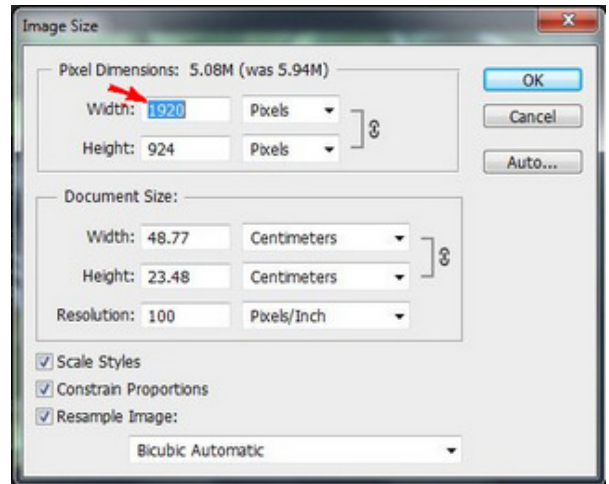 Image Size
Pixel Dimensions: 5.08M (was 5.94M)
OK
Width: 1920 Pixels
Cancel
Height: 924 Pixels
Auto...
Document Size:
Width: 48.77 Centimeters
Height: 23.48 Centimeters
Resolution: 100 Pixels/Inch
Scale Styles
Constrain Proportions
Resample Image:
Bicubic Automatic